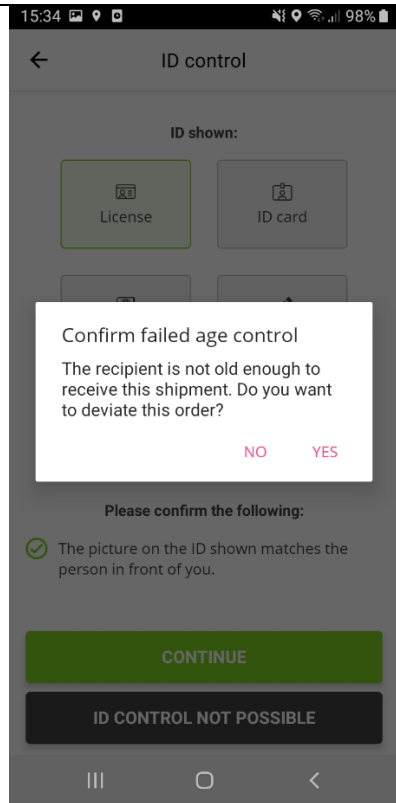 15:34 98%
ID control
ID shown:
License ID card
Confirm failed age control
The recipient is not old enough to
receive this shipment. Do you want
to deviate this order?
NO YES
Please confirm the following:
The picture on the ID shown matches the
person in front of you.
CONTINUE
ID CONTROL NOT POSSIBLE